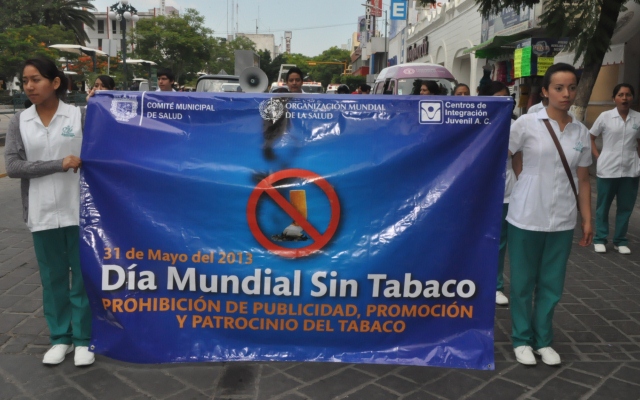 COMITÉ MUNICIPAL
DE SALUD
ORGANIZACIÓN MUNDIAL
DE LA SALUD
Centros de
Integración
Juvenil A. C.
31 de Mayo del 2013
Día Mundial Sin Tabaco
PROHIBICIÓN DE PUBLICIDAD, PROMOCIÓN
Y PATROCINIO DEL TABACO
E